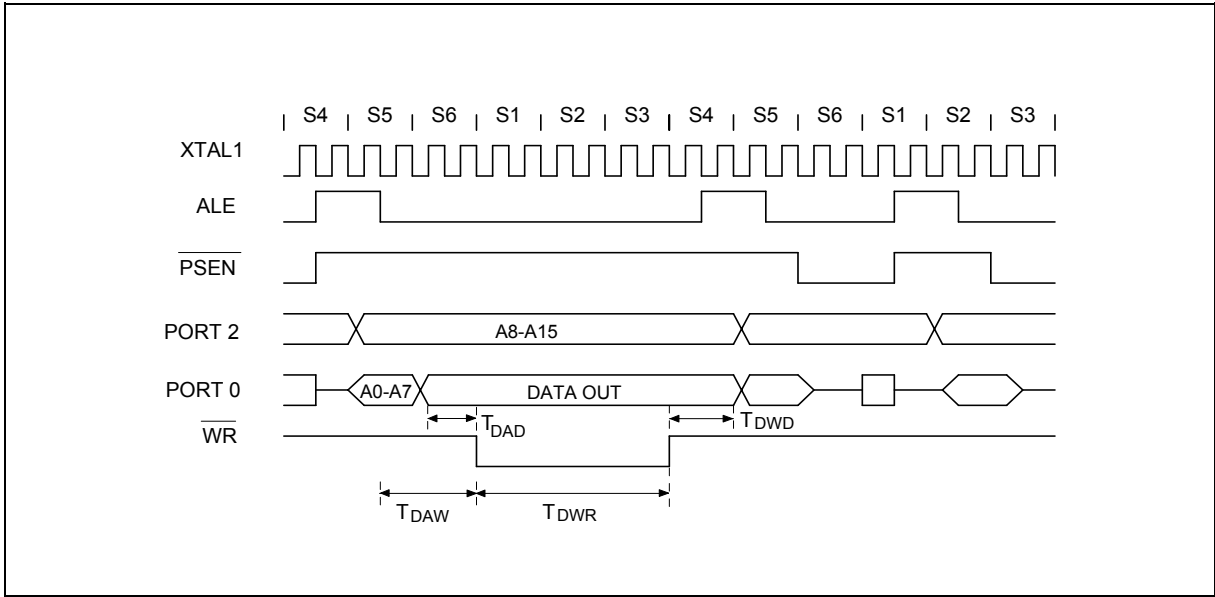 S4 S5 S6 S1 S2 S3 S4 S5 S6 S1 S2 S3
XTAL1
ALE
PSEN
PORT 2 A8-A15
PORT 0 A0-A7 DATA OUT
TDAD TDWD
WR
TDAW TDWR